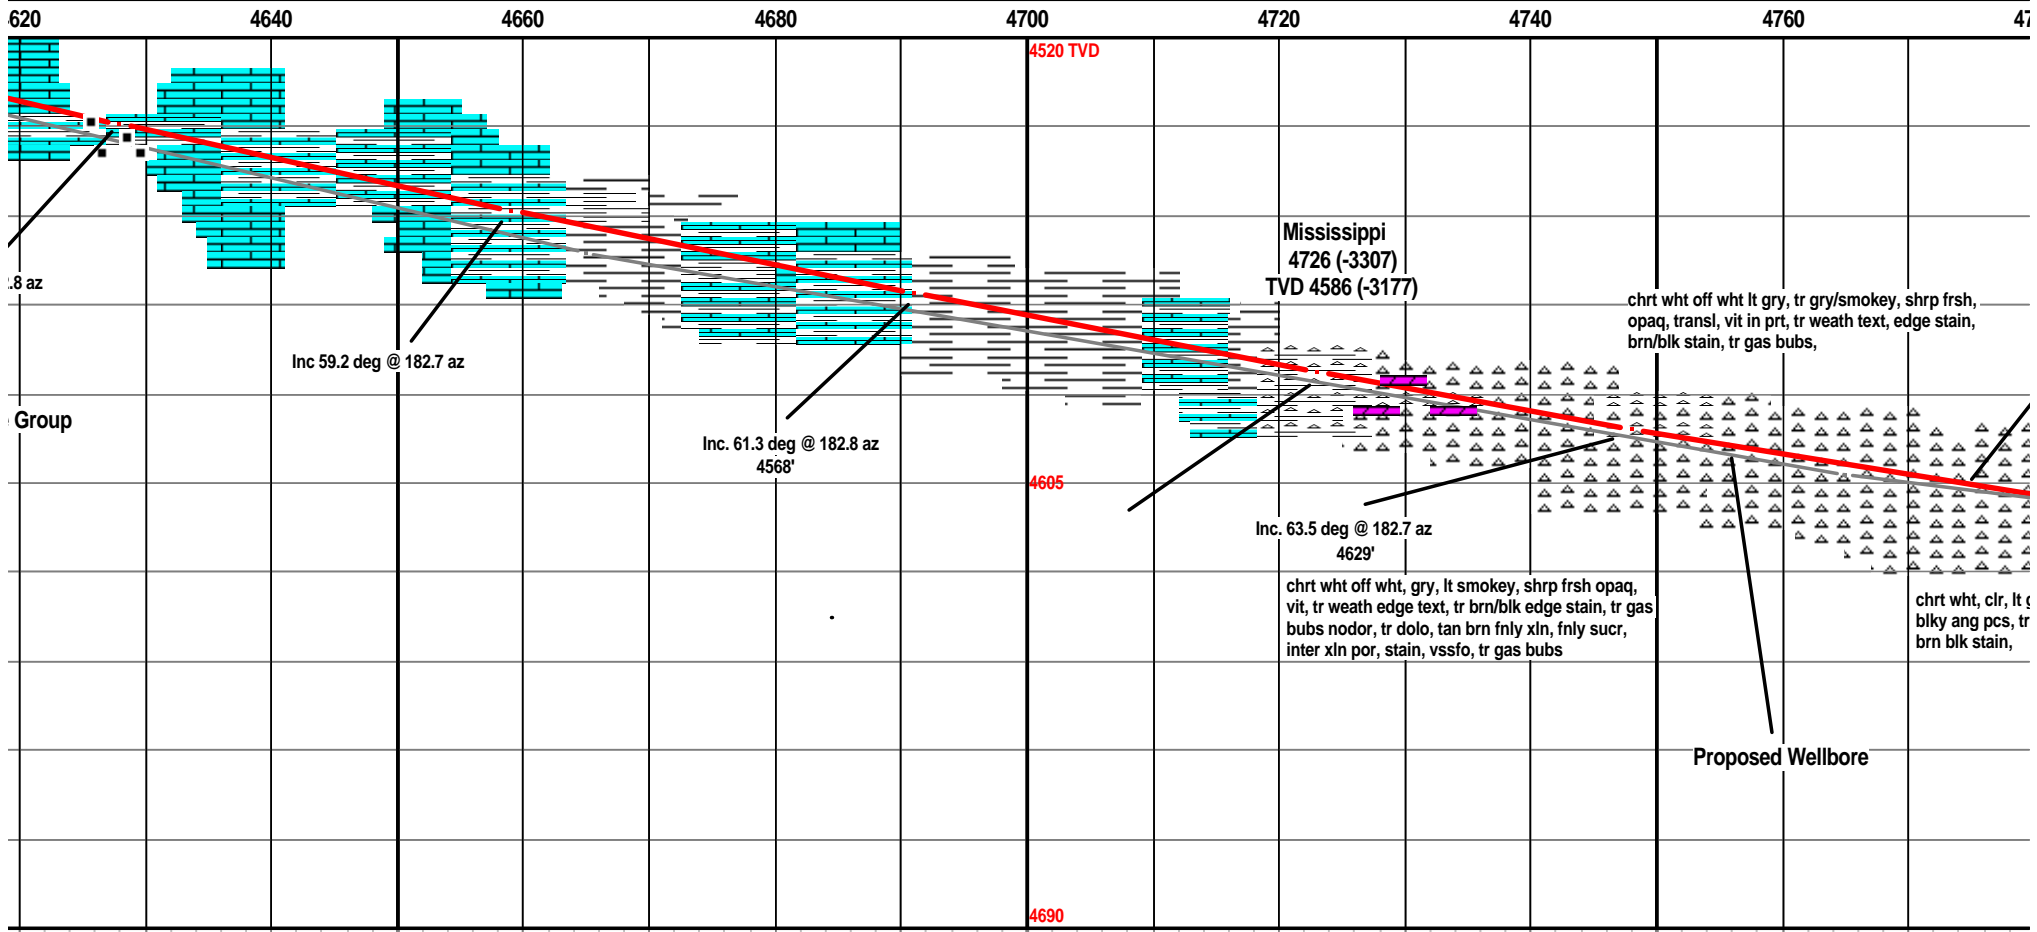 620 4640 4660 4680 4700 4720 4740 4760 47
4520 TVD
Mississippi
4726 (-3307)
TVD 4586 (-3177)
.8 az
chrt wht off wht lt gry, tr gry/smokey, shrp frsh,
opaq, transl, vit in prt, tr weath text, edge stain,
brn/blk stain, tr gas bubs,
Inc 59.2 deg @ 182.7 az
Group
Inc. 61.3 deg @ 182.8 az
4568'
4605
Inc. 63.5 deg @ 182.7 az
4629'
chrt wht off wht, gry, lt smokey, shrp frsh opaq,
vit, tr weath edge text, tr brn/blk edge stain, tr gas
bubs nodor, tr dolo, tan brn fnly xln, fnly sucr,
inter xln por, stain, vssfo, tr gas bubs
chrt wht, clr, lt g
blky ang pcs, tr
brn blk stain,
Proposed Wellbore
4690